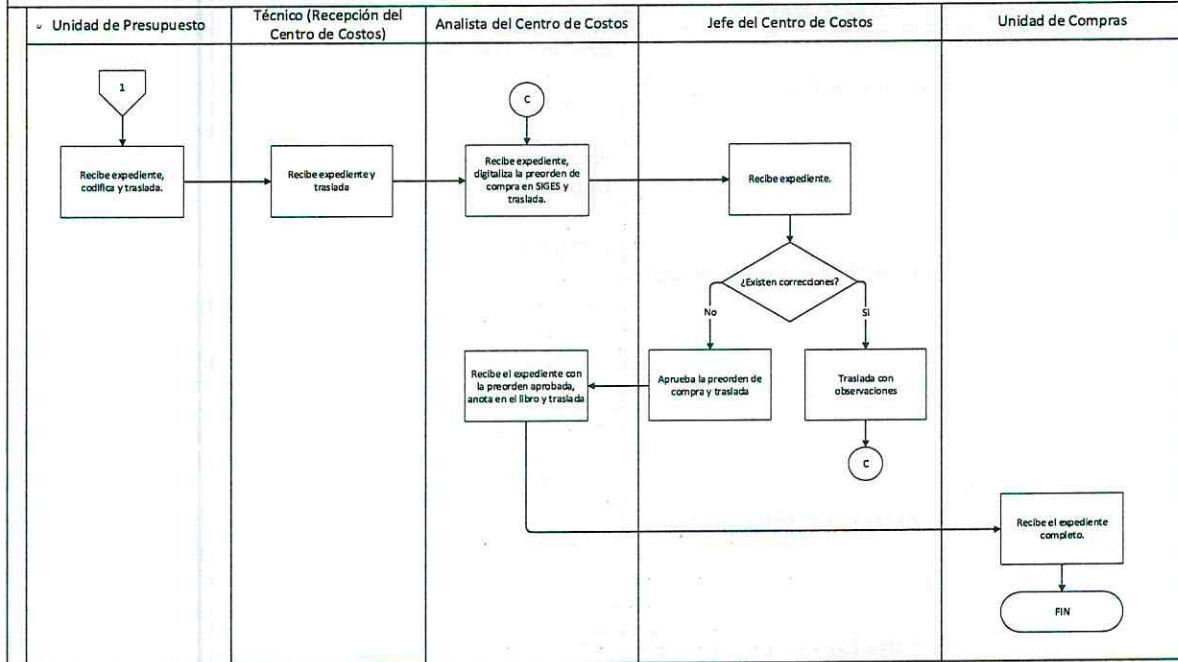 Unidad de Presupuesto
Técnico (Recepción del
Centro de Costos)
Analista del Centro de Costos
Jefe del Centro de Costos
Unidad de Compras
1
C
Recibe expediente,
codifica y traslada.
Recibe expediente y
traslada
Recibe expediente,
digitaliza la preorden de
compra en SIGES y
traslada.
Recibe expediente.
¿Existen correcciones?
No
Si
Recibe el expediente con
la preorden aprobada,
anota en el libro y traslada
Aprueba la preorden de
compra y traslada
Traslada con
observaciones
C
Recibe el expediente
completo.
FIN